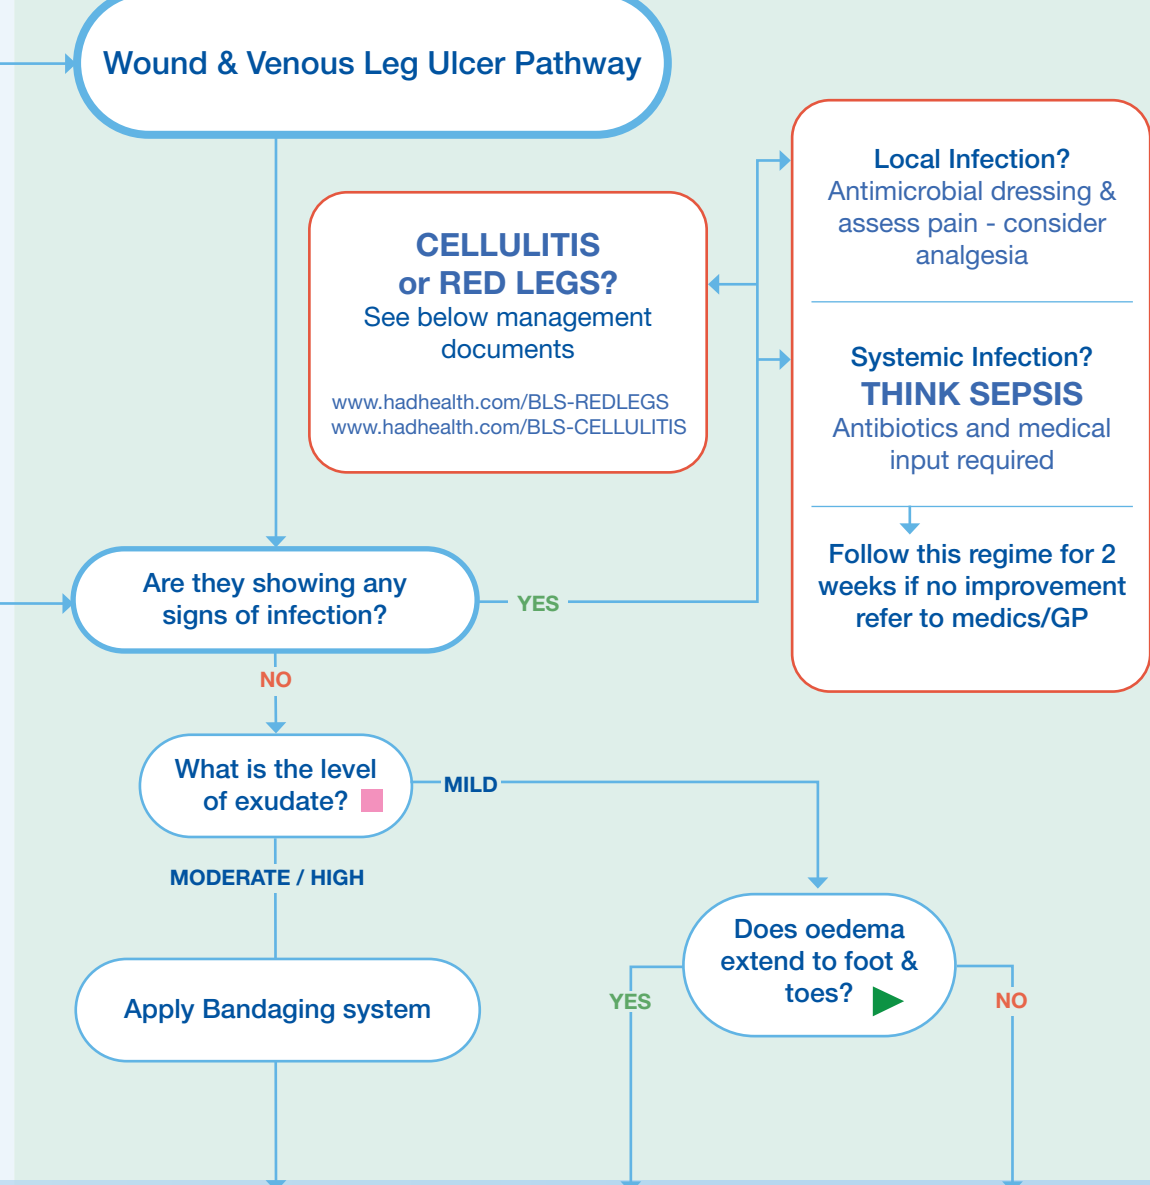 Wound & Venous Leg Ulcer Pathway
CELLULITIS
or RED LEGS?
See below management
documents
www.hadhealth.com/BLS-REDLEGS
www.hadhealth.com/BLS-CELLULITIS
Local Infection?
Antimicrobial dressing &
assess pain - consider
analgesia
Systemic Infection?
THINK SEPSIS
Antibiotics and medical
input required
Follow this regime for 2
weeks if no improvement
refer to medics/GP
Are they showing any
signs of infection?
YES
NO
What is the level
of exudate?
MILD
MODERATE / HIGH
Does oedema
extend to foot &
toes?
YES
NO
Apply Bandaging system